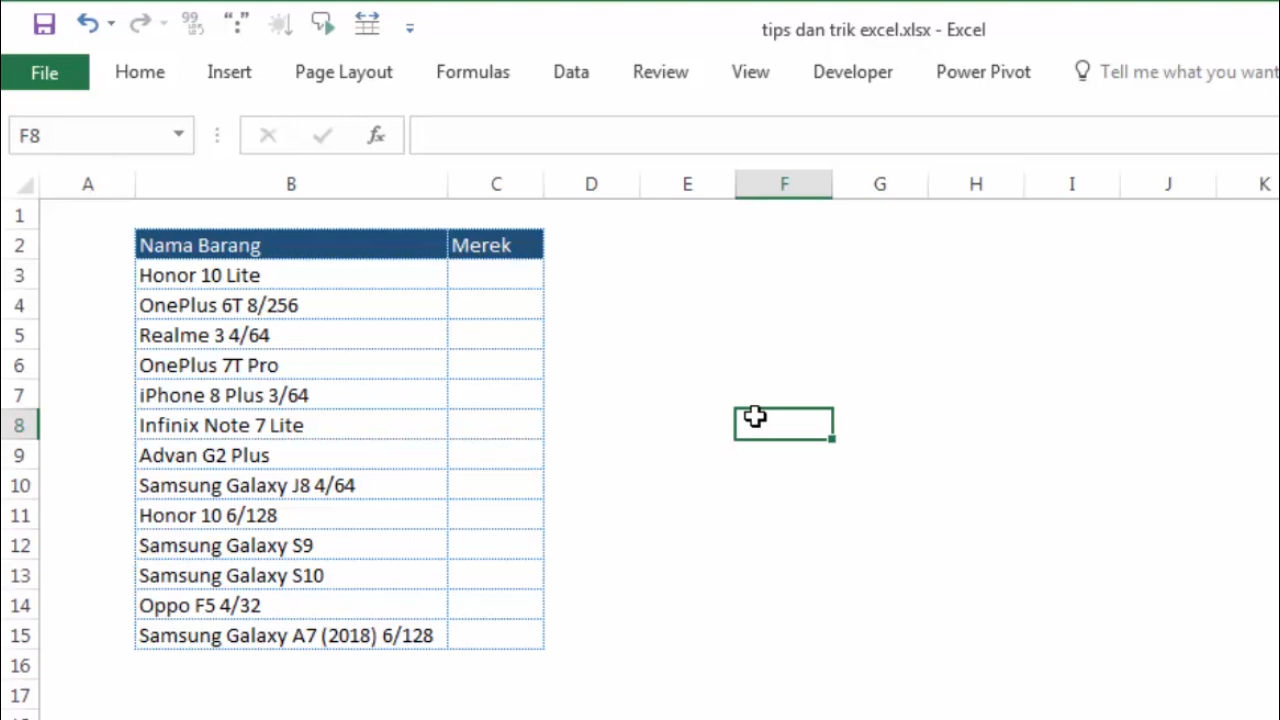 tips dan trik excel.xlsx - Excel
File Home Insert Page Layout Formulas Data Review View Developer Power Pivot Tell me what you want
F8 fx
A B C D E F G H I J K
1
2 Nama Barang Merek
3 Honor 10 Lite
4 OnePlus 6T 8/256
5 Realme 3 4/64
6 OnePlus 7T Pro
7 iPhone 8 Plus 3/64
8 Infinix Note 7 Lite
9 Advan G2 Plus
10 Samsung Galaxy J8 4/64
11 Honor 10 6/128
12 Samsung Galaxy S9
13 Samsung Galaxy S10
14 Oppo F5 4/32
15 Samsung Galaxy A7 (2018) 6/128
16
17